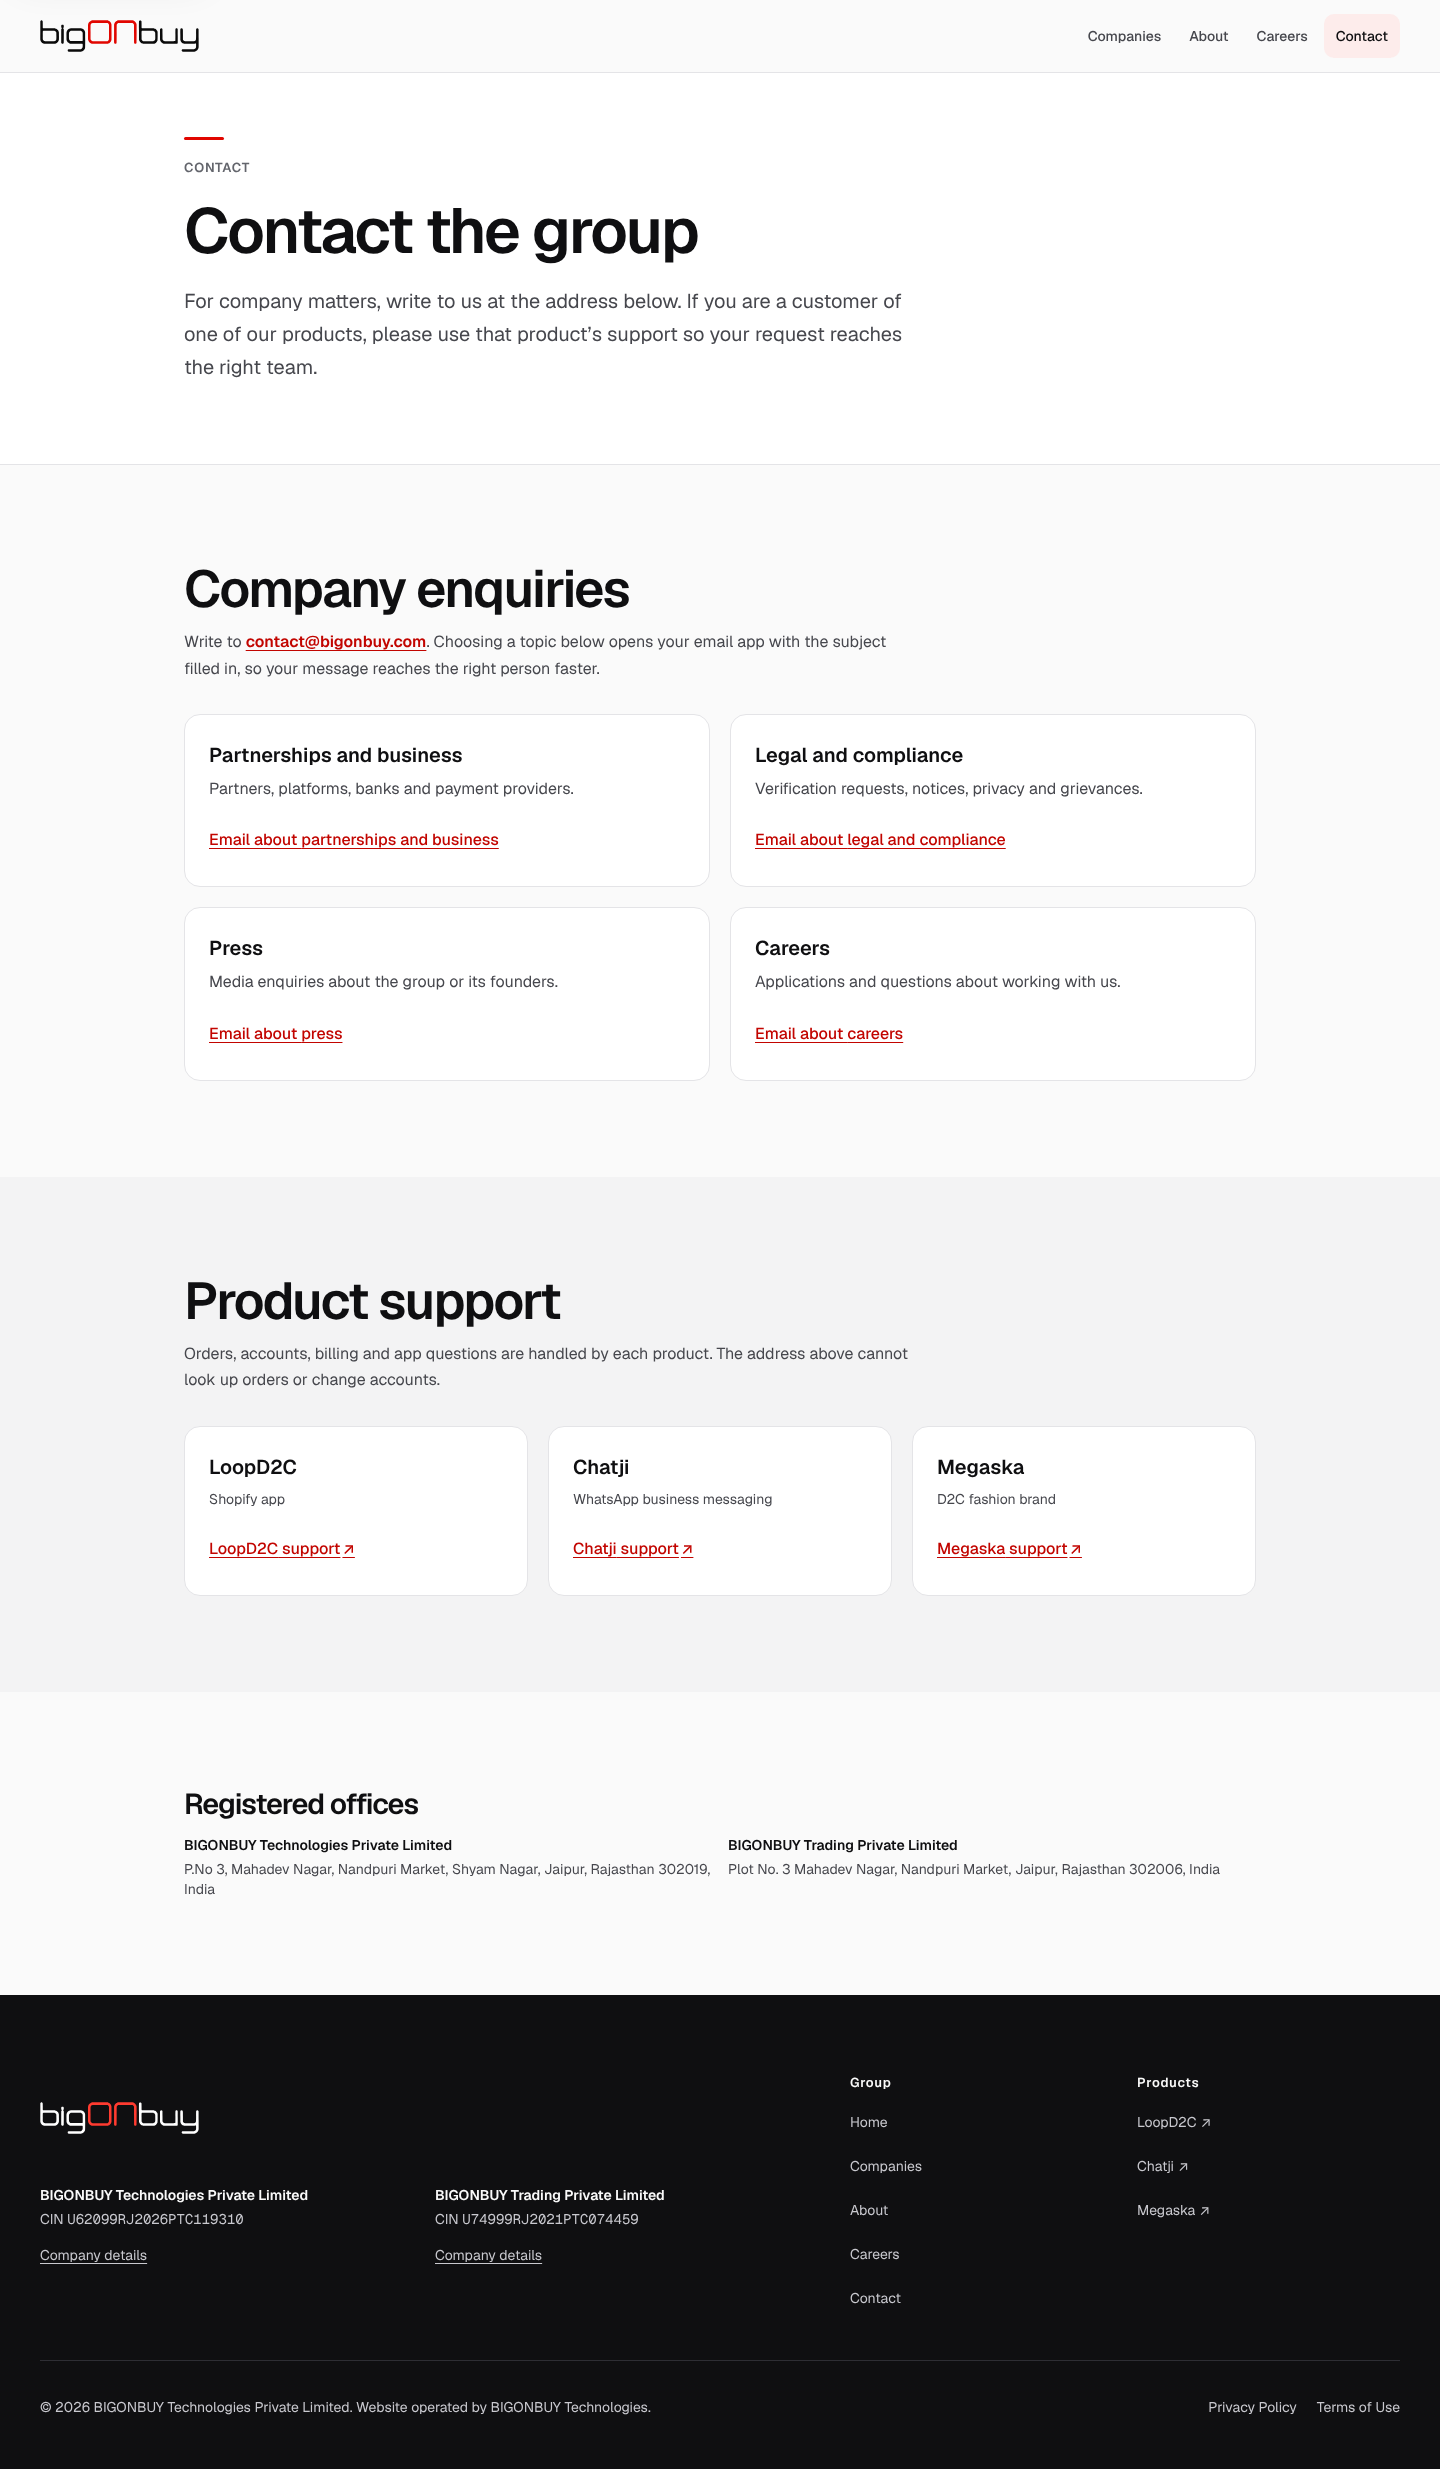 bigONbuy
Companies
About
Careers
Contact
CONTACT
Contact the group
For company matters, write to us at the address below. If you are a customer of
one of our products, please use that product’s support so your request reaches
the right team.
Company enquiries
Write to contact@bigonbuy.com. Choosing a topic below opens your email app with the subject
filled in, so your message reaches the right person faster.
Partnerships and business
Partners, platforms, banks and payment providers.
Email about partnerships and business
Legal and compliance
Verification requests, notices, privacy and grievances.
Email about legal and compliance
Press
Media enquiries about the group or its founders.
Email about press
Careers
Applications and questions about working with us.
Email about careers
Product support
Orders, accounts, billing and app questions are handled by each product. The address above cannot
look up orders or change accounts.
LoopD2C
Shopify app
LoopD2C support ↗
Chatji
WhatsApp business messaging
Chatji support ↗
Megaska
D2C fashion brand
Megaska support ↗
Registered offices
BIGONBUY Technologies Private Limited
P.No 3, Mahadev Nagar, Nandpuri Market, Shyam Nagar, Jaipur, Rajasthan 302019,
India
BIGONBUY Trading Private Limited
Plot No. 3 Mahadev Nagar, Nandpuri Market, Jaipur, Rajasthan 302006, India
bigONbuy
BIGONBUY Technologies Private Limited
CIN U62099RJ2026PTC119310
Company details
BIGONBUY Trading Private Limited
CIN U74999RJ2021PTC074459
Company details
Group
Home
Companies
About
Careers
Contact
Products
LoopD2C ↗
Chatji ↗
Megaska ↗
© 2026 BIGONBUY Technologies Private Limited. Website operated by BIGONBUY Technologies.
Privacy Policy
Terms of Use